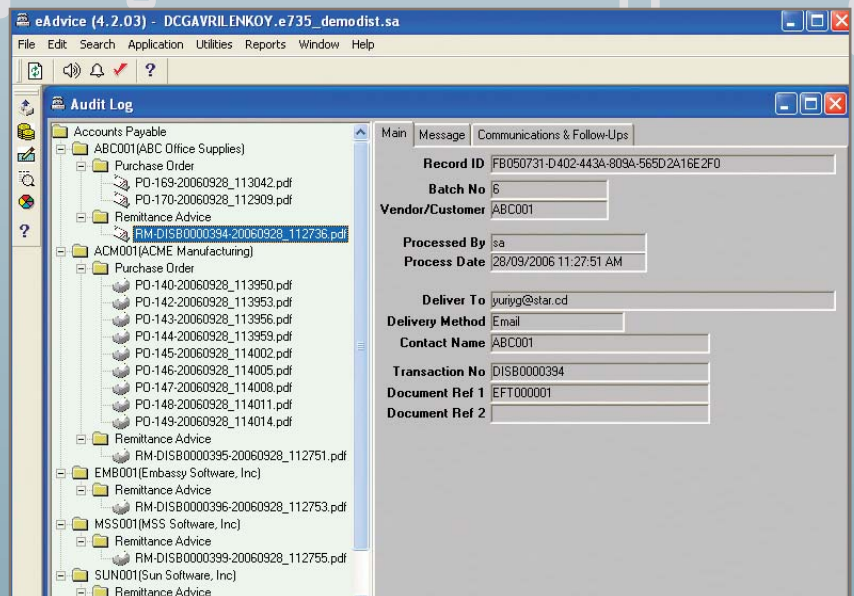 eAdvice (4.2.03) - DCGAVRILENKOY.e735_demodist.sa
File Edit Search Application Utilities Reports Window Help
?
Audit Log
?
Accounts Payable
ABC001(ABC Office Supplies)
Purchase Order
PO-169-20060928_113042.pdf
PO-170-20060928_112909.pdf
Remittance Advice
RM-DISB0000394-20060928_112736.pdf
ACM001(ACME Manufacturing)
Purchase Order
PO-140-20060928_113950.pdf
PO-142-20060928_113953.pdf
PO-143-20060928_113956.pdf
PO-144-20060928_113959.pdf
PO-145-20060928_114002.pdf
PO-146-20060928_114005.pdf
PO-147-20060928_114008.pdf
PO-148-20060928_114011.pdf
PO-149-20060928_114014.pdf
Remittance Advice
RM-DISB0000395-20060928_112751.pdf
EMB001(Embassy Software, Inc)
Remittance Advice
RM-DISB0000396-20060928_112753.pdf
MSS001(MSS Software, Inc)
Remittance Advice
RM-DISB0000399-20060928_112755.pdf
SUN001(Sun Software, Inc)
Remittance Advice
Main Message Communications & Follow-Ups
Record ID FB050731-D402-443A-809A-565D2A16E2F0
Batch No 6
Vendor/Customer ABC001
Processed By sa
Process Date 28/09/2006 11:27:51 AM
Deliver To yuriyg@star.cd
Delivery Method Email
Contact Name ABC001
Transaction No DISB0000394
Document Ref 1 EFT000001
Document Ref 2